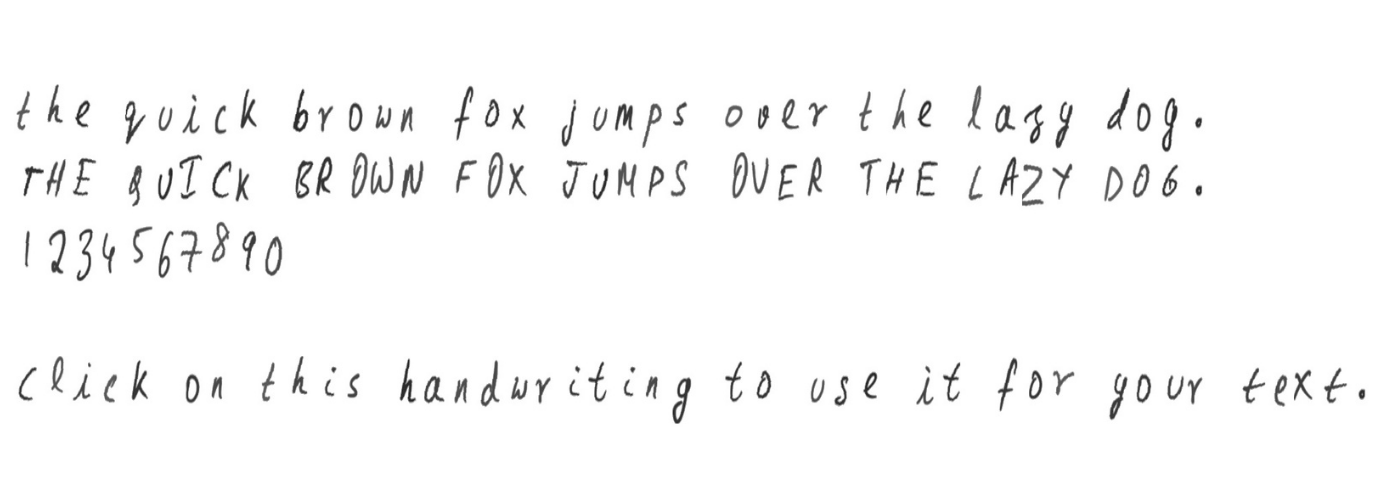 the quick brown fox jumps over the lazy dog.
THE QUICK BROWN FOX JUMPS OVER THE LAZY DOG.
1234567890
click on this handwriting to use it for your text.